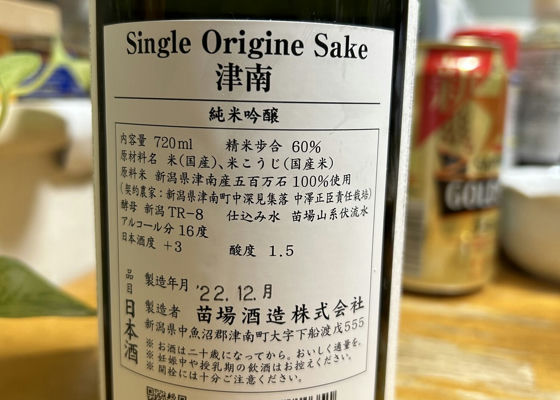 Single Origine Sake
津南
純米吟醸
内容量 720ml 精米歩合 60%
原材料名 米(国産)、米こうじ(国産米)
原料米 新潟県津南産五百万石100%使用
(契約農家:新潟県津南町中深見集落 中澤正臣責任栽培)
酵母 新潟TR-8 仕込み水 苗場山系伏流水
アルコール分 16度
日本酒度 +3 酸度 1.5
品目 日本酒
製造年月 '22.12.月
製造者 苗場酒造株式会社
新潟県中魚沼郡津南町大字下船渡戊555
※お酒は二十歳になってから。おいしく適量を。
※妊娠中や授乳期の飲酒はお控えください。
※開栓には十分ご注意ください。
GOLD